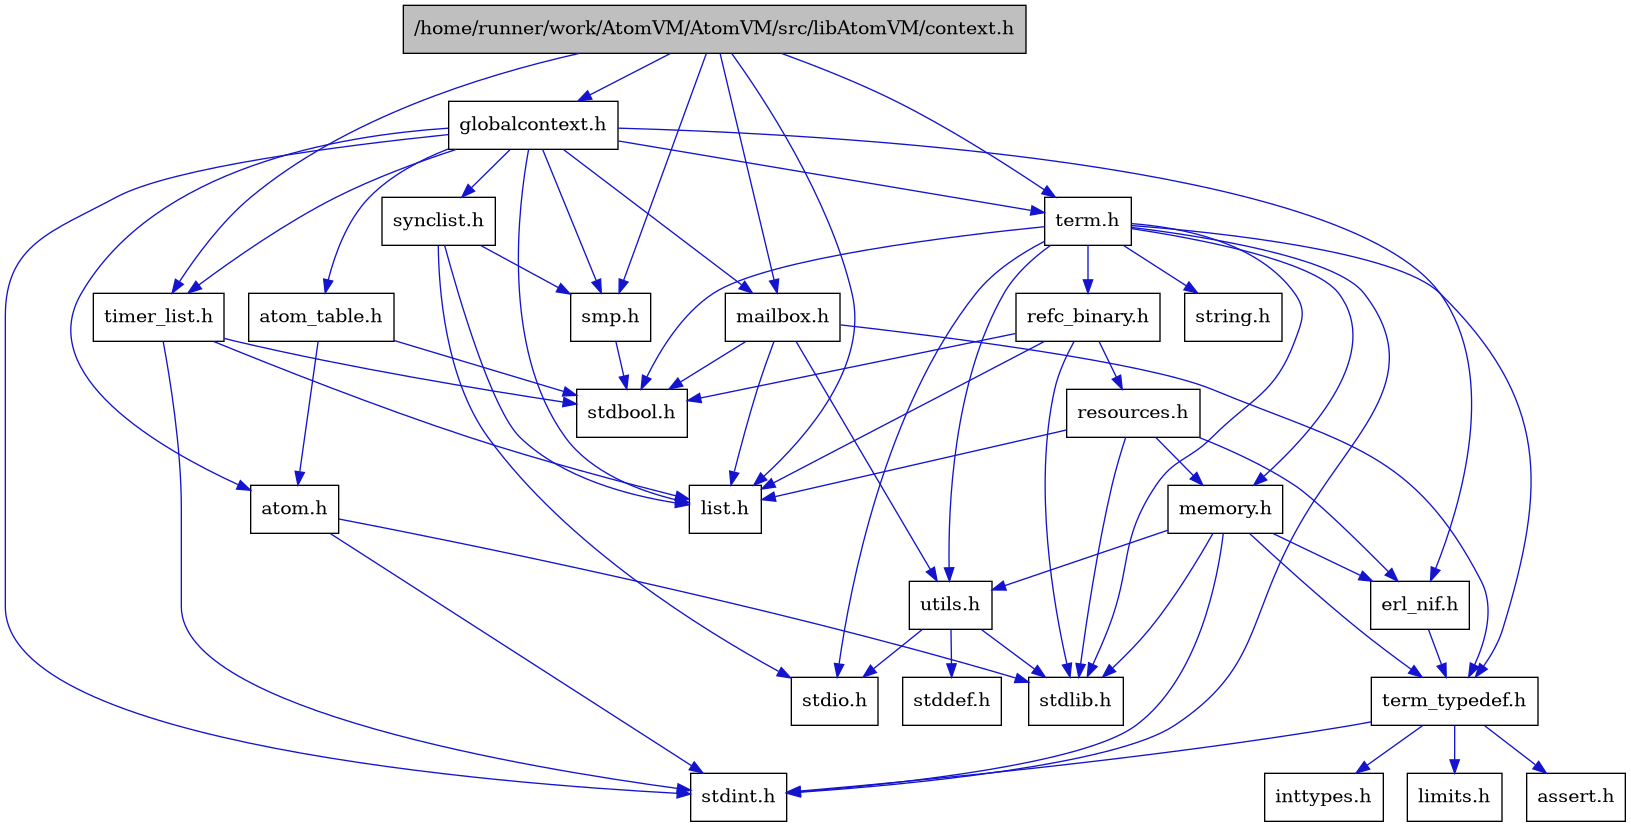 /home/runner/work/AtomVM/AtomVM/src/libAtomVM/context.h
globalcontext.h
synclist.h
term.h
timer_list.h
atom_table.h
smp.h
mailbox.h
refc_binary.h
string.h
stdbool.h
resources.h
atom.h
list.h
memory.h
utils.h
erl_nif.h
stdio.h
stddef.h
stdlib.h
term_typedef.h
stdint.h
inttypes.h
limits.h
assert.h